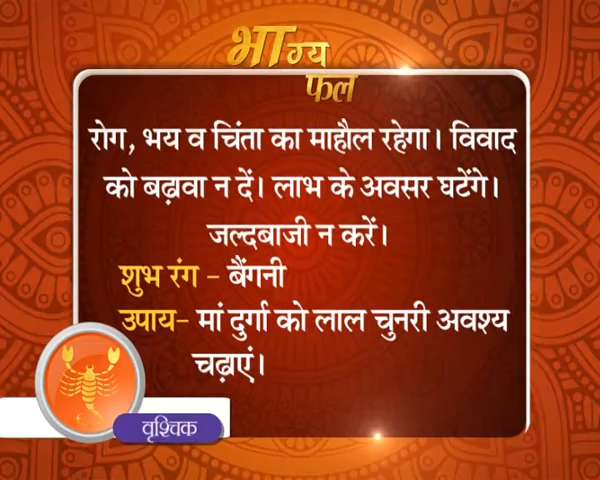 भाग्य
फल
रोग, भय व चिंता का माहौल रहेगा। विवाद
को बढ़ावा न दें। लाभ के अवसर घटेंगे।
जल्दबाजी न करें।
शुभ रंग - बैंगनी
उपाय- मां दुर्गा को लाल चुनरी अवश्य
चढ़ाएं।
वृश्चिक